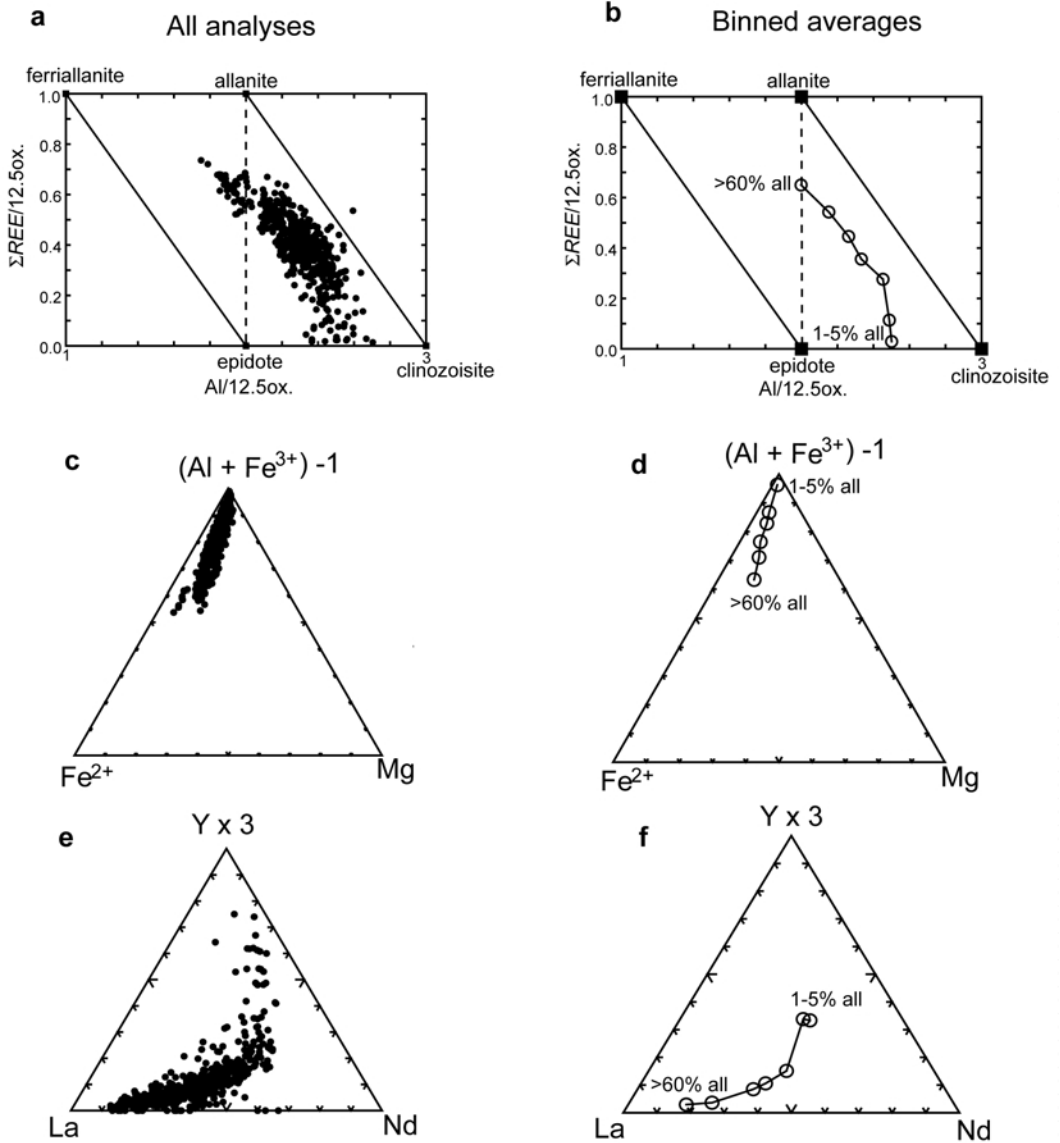 a
All analyses
ferriallanite
allanite
1.0
0.8
0.6
0.4
0.2
0.0
ΣREE/12.5ox.
1
epidote
3
clinozoisite
Al/12.5ox.
b
Binned averages
ferriallanite
allanite
1.0
0.8
0.6
0.4
0.2
0.0
ΣREE/12.5ox.
>60% all
1-5% all
1
epidote
3
clinozoisite
Al/12.5ox.
c
(Al + Fe³⁺) -1
Fe²⁺
Mg
d
(Al + Fe³⁺) -1
1-5% all
>60% all
Fe²⁺
Mg
e
Y x 3
La
Nd
f
Y x 3
1-5% all
>60% all
La
Nd